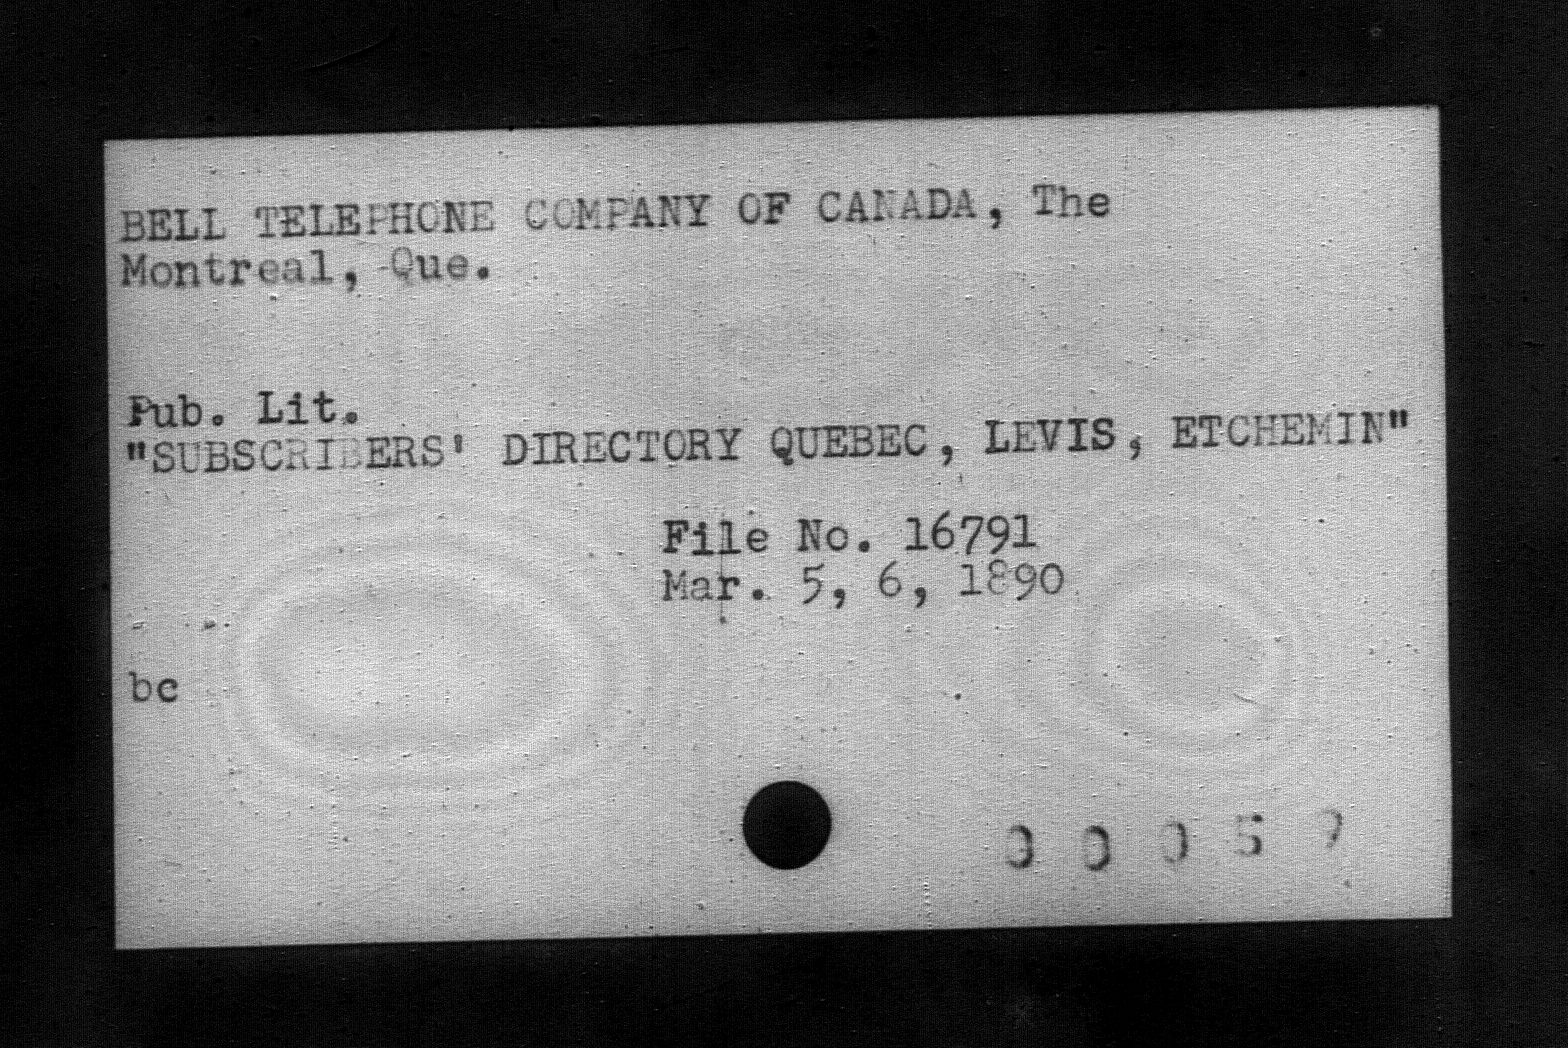 BELL TELEPHONE COMPANY OF CANADA, The
Montreal, Que.
Pub. Lit.
"SUBSCRIBERS' DIRECTORY QUEBEC, LEVIS, ETCHEMIN"
File No. 16791
Mar. 5, 6, 1890
bc